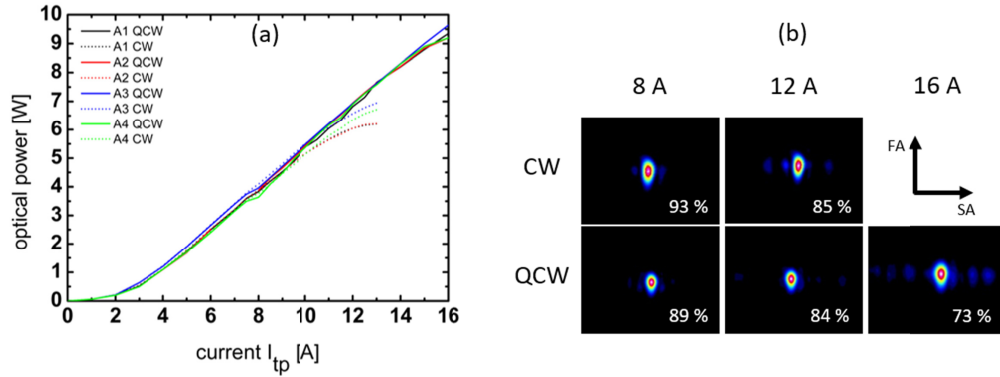 (a)
A1 QCW
A1 CW
A2 QCW
A2 CW
A3 QCW
A3 CW
A4 QCW
A4 CW
10
9
8
7
6
5
4
3
2
1
0
optical power [W]
0 2 4 6 8 10 12 14 16
current Itp [A]
(b)
8 A 12 A 16 A
CW
93 % 85 %
FA
SA
QCW
89 % 84 % 73 %